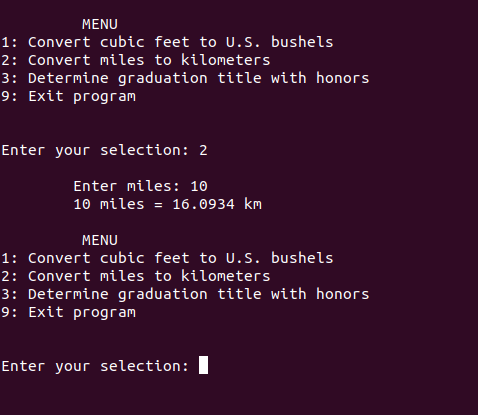 MENU
1: Convert cubic feet to U.S. bushels
2: Convert miles to kilometers
3: Determine graduation title with honors
9: Exit program
Enter your selection: 2
Enter miles: 10
10 miles = 16.0934 km
MENU
1: Convert cubic feet to U.S. bushels
2: Convert miles to kilometers
3: Determine graduation title with honors
9: Exit program
Enter your selection: